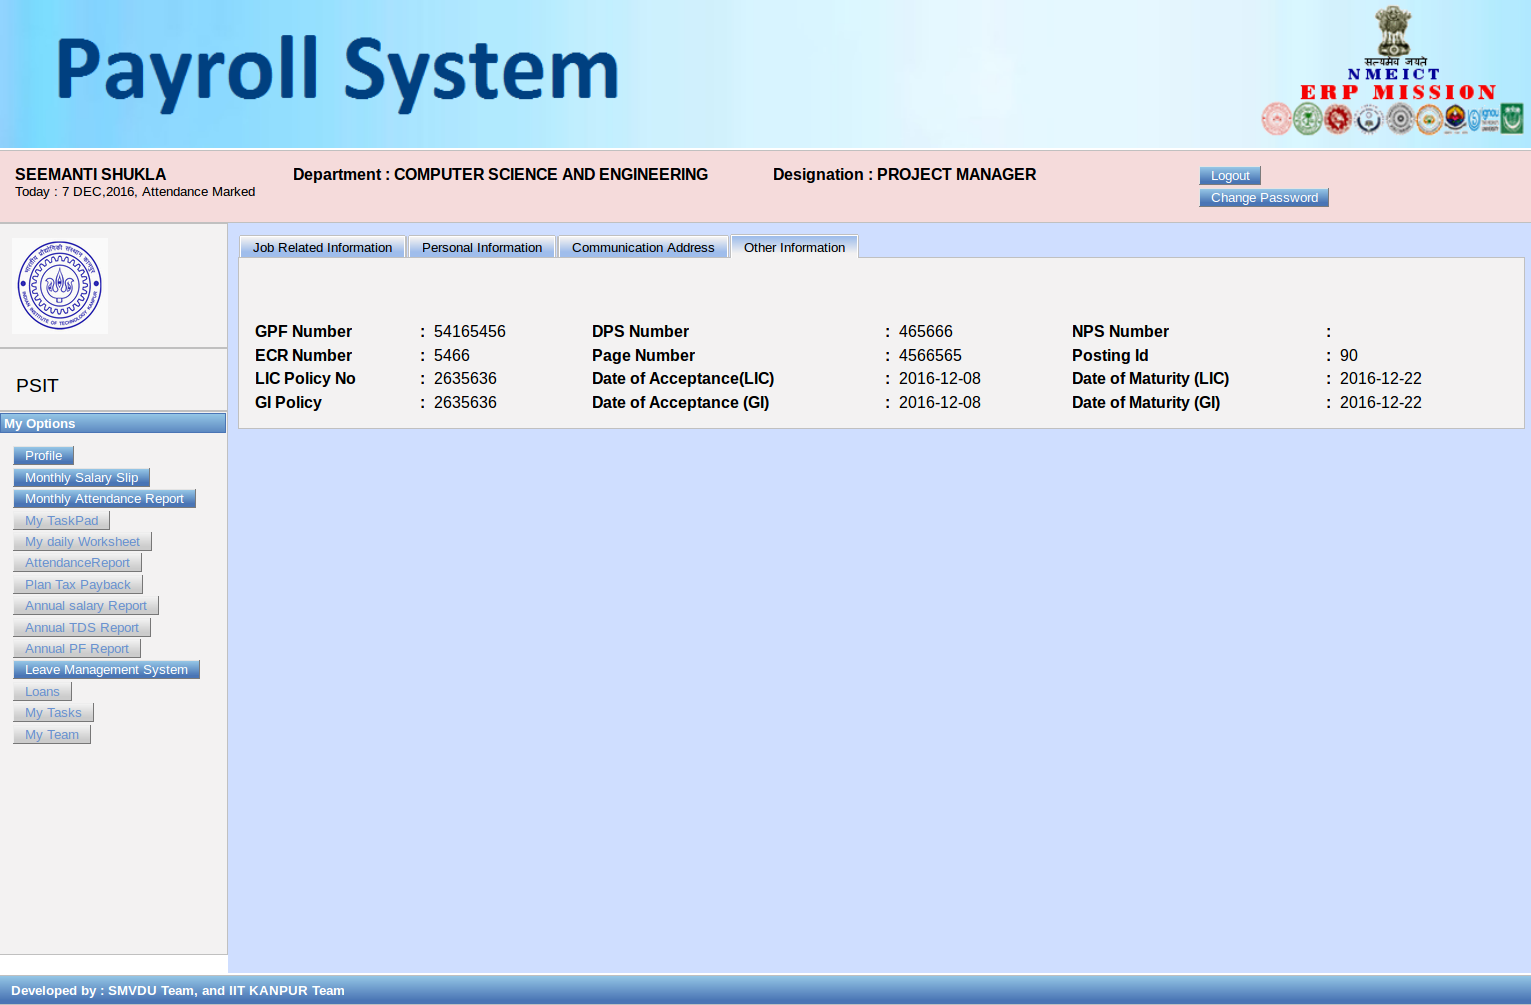 Payroll System
सत्यमेव जयते
NMEICT
ERP MISSION
SEEMANTI SHUKLA
Today : 7 DEC,2016, Attendance Marked
Department : COMPUTER SCIENCE AND ENGINEERING
Designation : PROJECT MANAGER
Logout
Change Password
INDIAN INSTITUTE OF TECHNOLOGY KANPUR
PSIT
My Options
Profile
Monthly Salary Slip
Monthly Attendance Report
My TaskPad
My daily Worksheet
AttendanceReport
Plan Tax Payback
Annual salary Report
Annual TDS Report
Annual PF Report
Leave Management System
Loans
My Tasks
My Team
Job Related Information Personal Information Communication Address Other Information
GPF Number : 54165456 DPS Number : 465666 NPS Number :
ECR Number : 5466 Page Number : 4566565 Posting Id : 90
LIC Policy No : 2635636 Date of Acceptance(LIC) : 2016-12-08 Date of Maturity (LIC) : 2016-12-22
GI Policy : 2635636 Date of Acceptance (GI) : 2016-12-08 Date of Maturity (GI) : 2016-12-22
Developed by : SMVDU Team, and IIT KANPUR Team